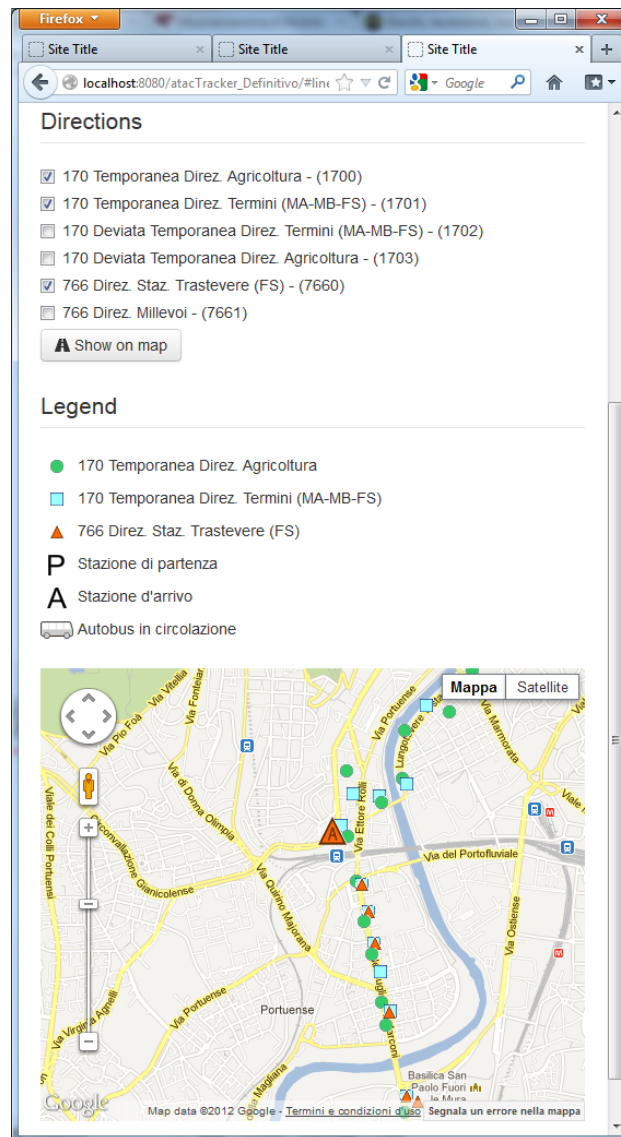 Firefox
Site Title
Site Title
Site Title
localhost:8080/atacTracker_Definitivo/#line
Google
Directions
170 Temporanea Direz. Agricoltura - (1700)
170 Temporanea Direz. Termini (MA-MB-FS) - (1701)
170 Deviata Temporanea Direz. Termini (MA-MB-FS) - (1702)
170 Deviata Temporanea Direz. Agricoltura - (1703)
766 Direz. Staz. Trastevere (FS) - (7660)
766 Direz. Millevoi - (7661)
Show on map
Legend
170 Temporanea Direz. Agricoltura
170 Temporanea Direz. Termini (MA-MB-FS)
766 Direz. Staz. Trastevere (FS)
P Stazione di partenza
A Stazione d'arrivo
Autobus in circolazione
Mappa Satellite
Via Vitellia
Via Fonteian
Via Pio Foà
Via Portuense
Lungotevere
Via Marmorata
Via di Donna Olimpia
Via Ettore Rolli
Viale dei Colli Portuensi
Circonvallazione Gianicolense
A
Viale
M
Via del Portofluviale
Via Quirino Majorana
Via Ostiense
M
Via Portuense
Portuense
Marconi
Via Virginia Agnelli
Magliana
Basilica San
Paolo Fuori
le Mura
Google
Map data ©2012 Google - Termini e condizioni d'uso
Segnala un errore nella mappa